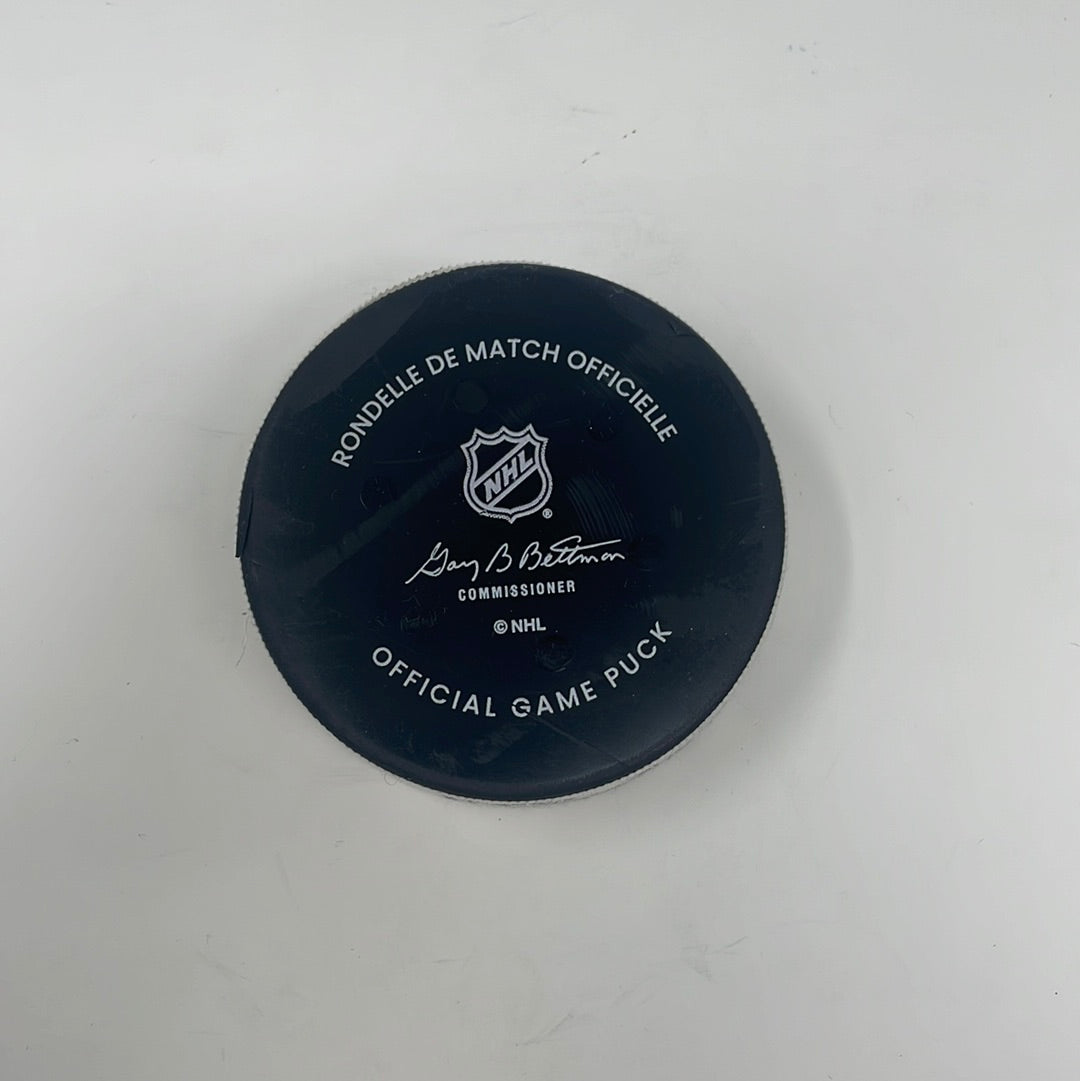 RONDELLE DE MATCH OFFICIELLE
NHL
®
Gary B Bettman
COMMISSIONER
© NHL
OFFICIAL GAME PUCK